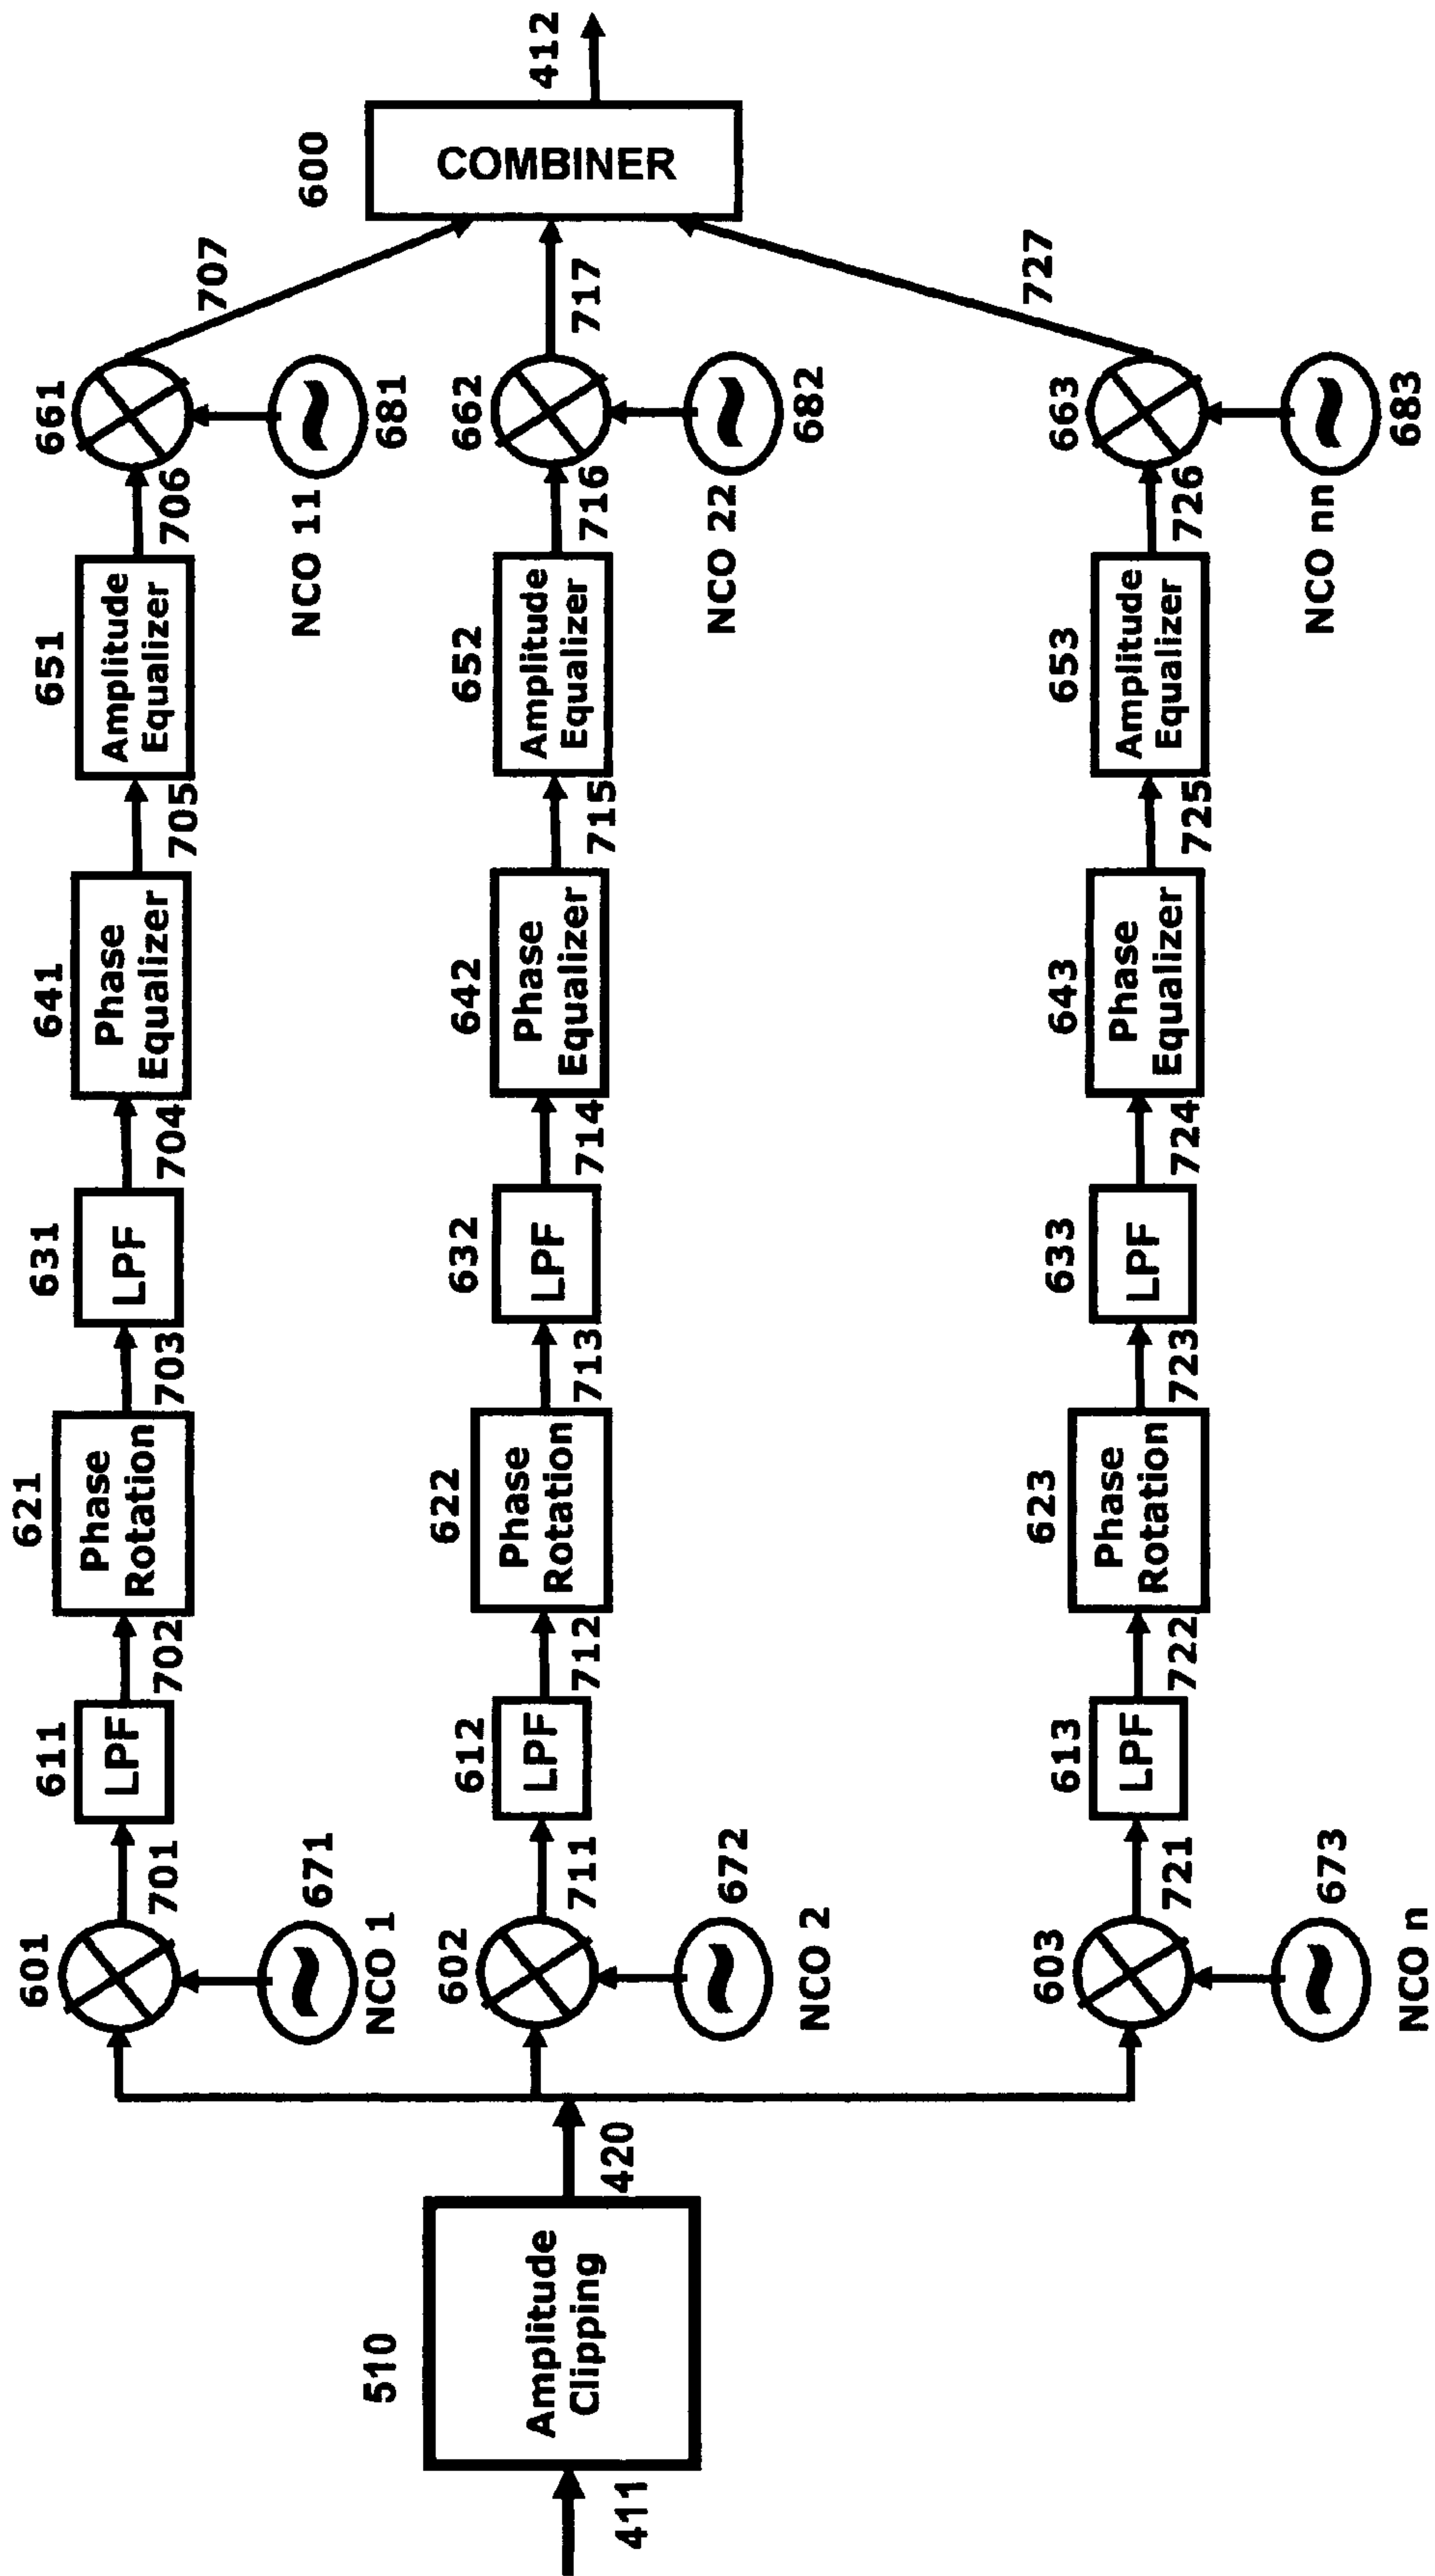 600
COMBINER
412
661
707
651
Amplitude
Equalizer
706
681
NCO 11
641
Phase
Equalizer
705
631
LPF
704
621
Phase
Rotation
703
611
LPF
702
601
701
671
NCO 1
662
717
652
Amplitude
Equalizer
716
682
NCO 22
642
Phase
Equalizer
715
632
LPF
714
622
Phase
Rotation
713
612
LPF
712
602
711
672
NCO 2
663
727
653
Amplitude
Equalizer
726
683
NCO nn
643
Phase
Equalizer
725
633
LPF
724
623
Phase
Rotation
723
613
LPF
722
603
721
673
NCO n
510
Amplitude
Clipping
420
411